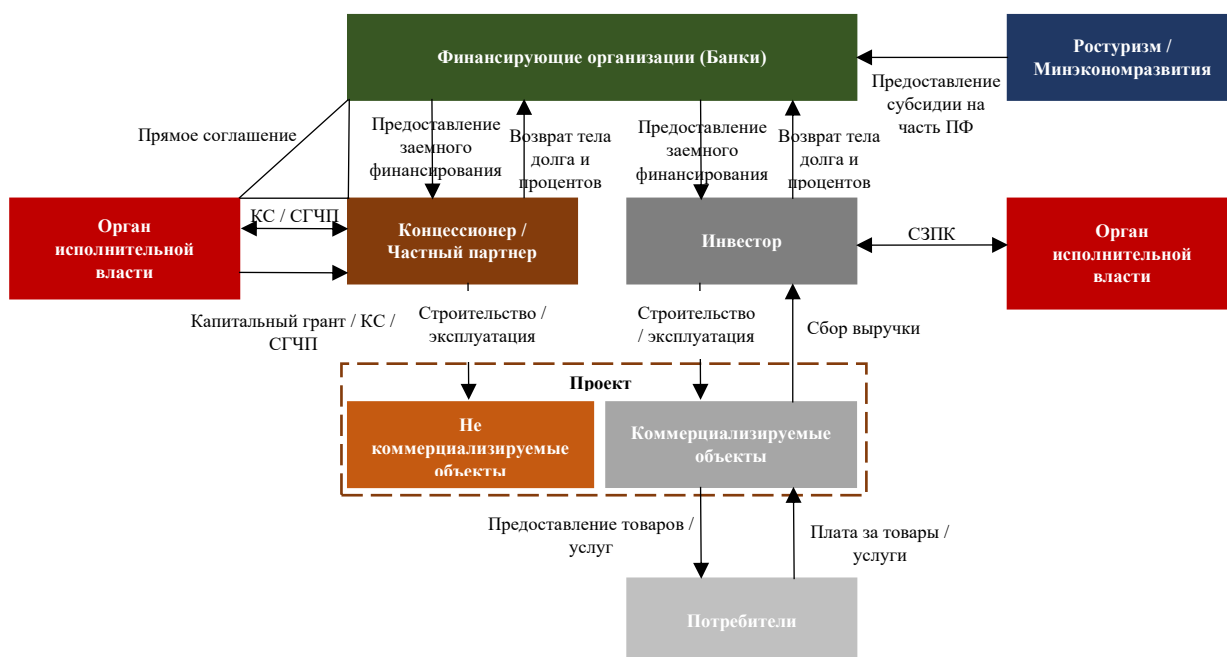 Финансирующие организации (Банки)
Ростуризм /
Минэкономразвития
Предоставление
субсидии на
часть ПФ
Прямое соглашение
Предоставление
заемного
финансирования
Возврат тела
долга и
процентов
Предоставление
заемного
финансирования
Возврат тела
долга и
процентов
Орган
исполнительной
власти
КС / СГЧП
Концессионер /
Частный партнер
Инвестор
СЗПК
Орган
исполнительной
власти
Капитальный грант / КС /
СГЧП
Строительство /
эксплуатация
Строительство
/ эксплуатация
Сбор выручки
Проект
Не
коммерциализируемые
объекты
Коммерциализируемые
объекты
Предоставление товаров /
услуг
Плата за товары /
услуги
Потребители